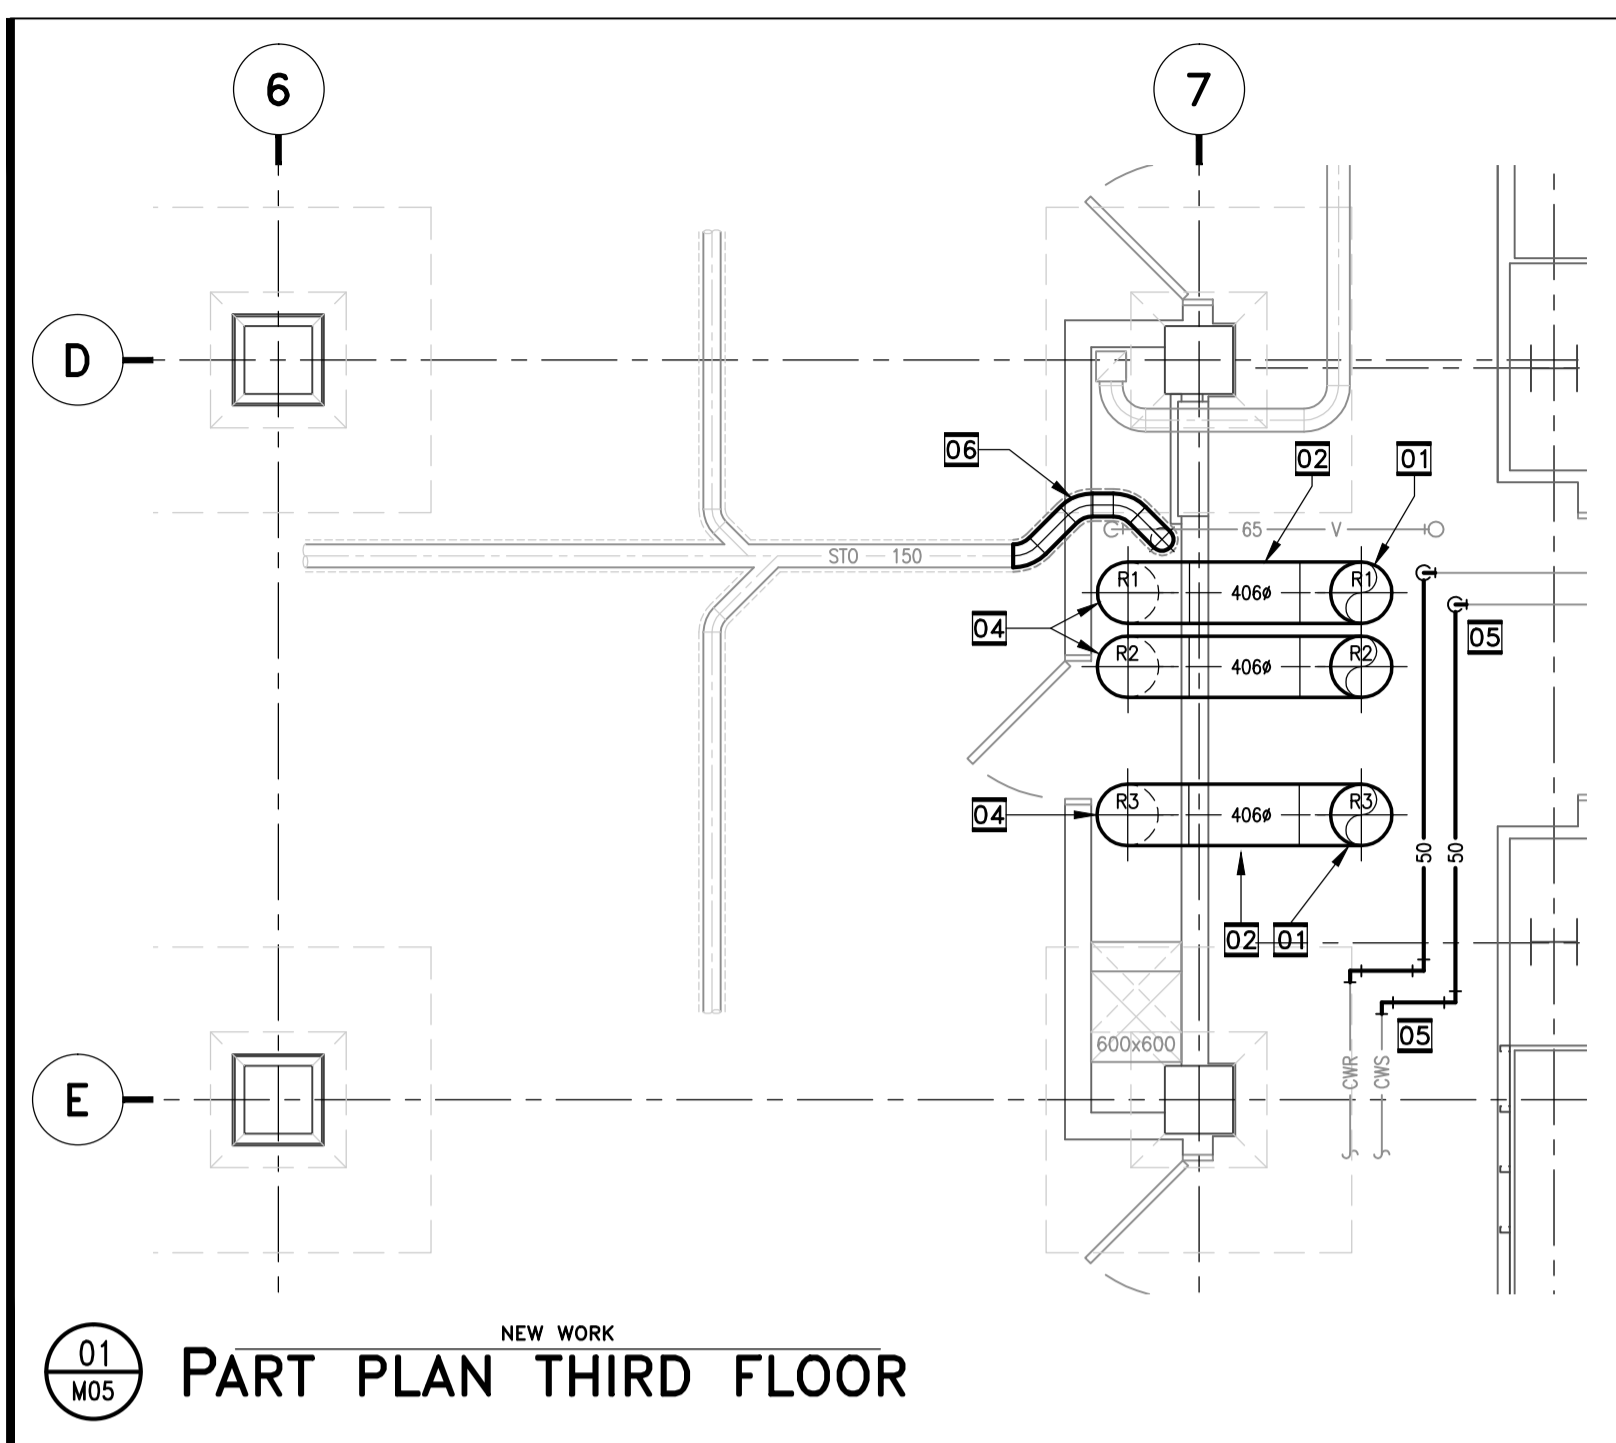 6
7
D
06
02
01
65 V
STO 150
R1 406ø R1
04
05
R2 406ø R2
R3 406ø R3
04
50 50
02 01
05
600x600
CWR CWS
E
01
M05
NEW WORK
PART PLAN THIRD FLOOR